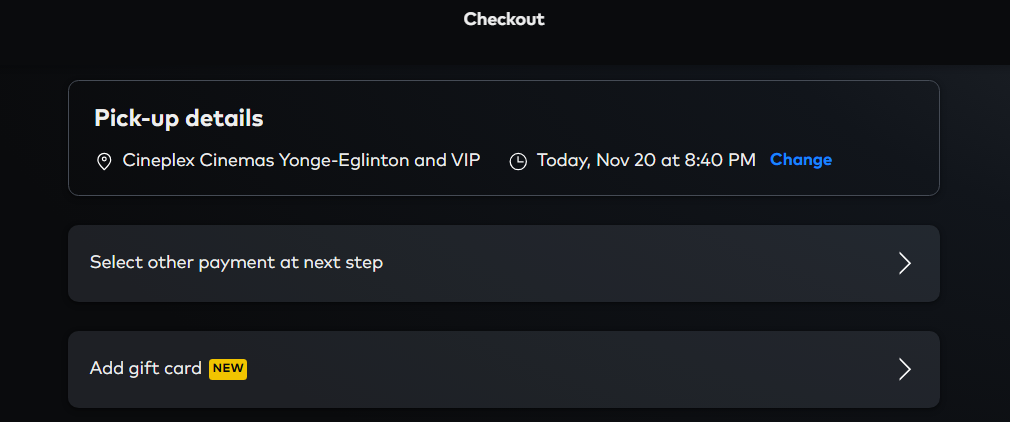 Checkout
Pick-up details
Cineplex Cinemas Yonge-Eglinton and VIP Today, Nov 20 at 8:40 PM Change
Select other payment at next step
Add gift card NEW